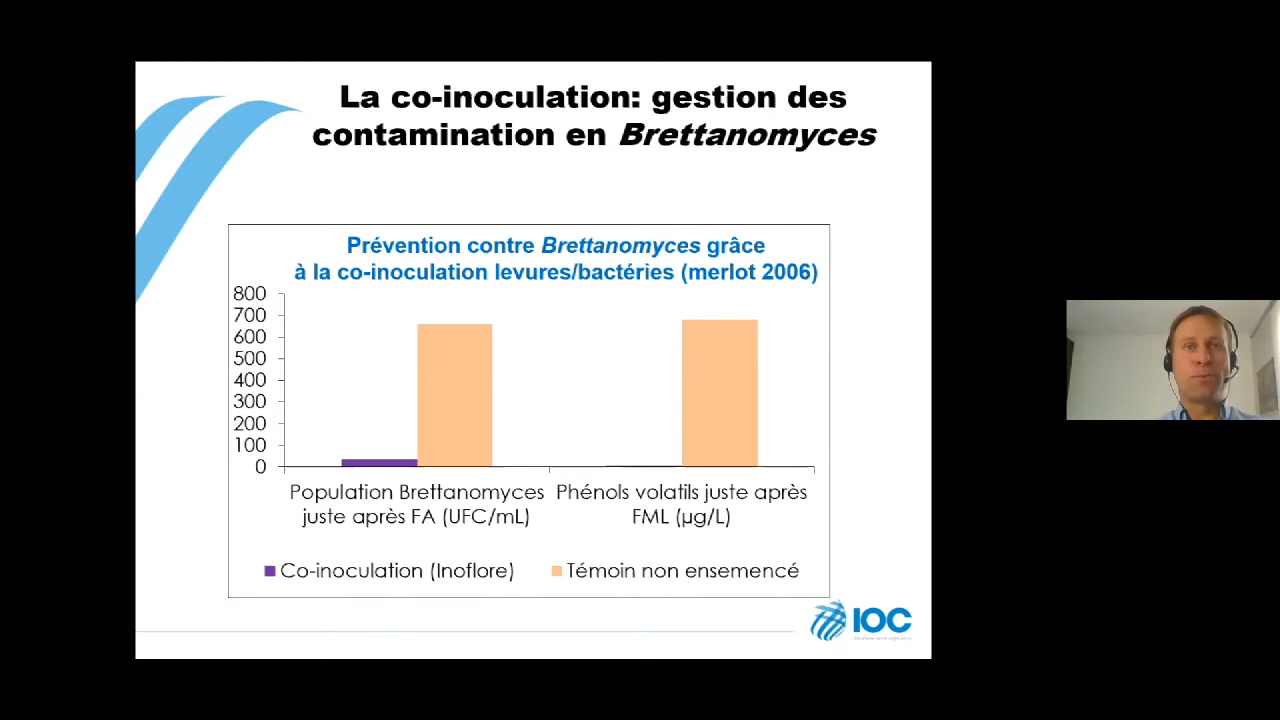 La co-inoculation: gestion des
contamination en Brettanomyces
Prévention contre Brettanomyces grâce
à la co-inoculation levures/bactéries (merlot 2006)
800
700
600
500
400
300
200
100
0
Population Brettanomyces
juste après FA (UFC/mL)
Phénols volatils juste après
FML (µg/L)
Co-inoculation (Inoflore)
Témoin non ensemencé
IOC